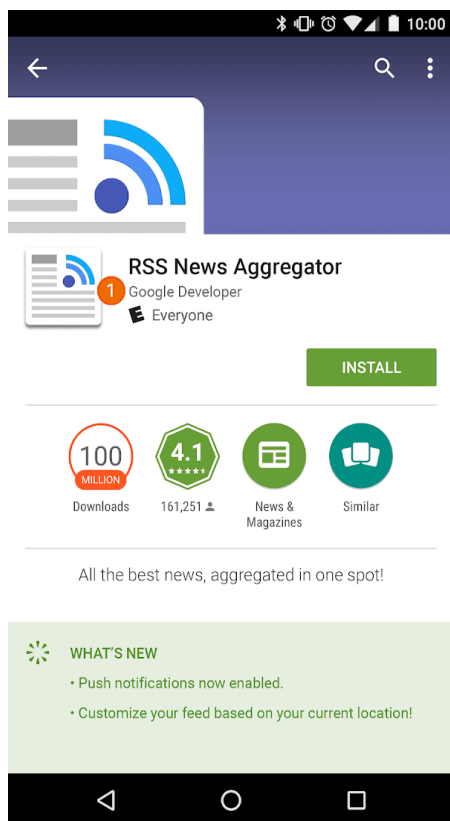 10:00
RSS News Aggregator
1
Google Developer
E Everyone
INSTALL
100
MILLION
Downloads
4.1
161,251
News &
Magazines
Similar
All the best news, aggregated in one spot!
WHAT'S NEW
• Push notifications now enabled.
• Customize your feed based on your current location!